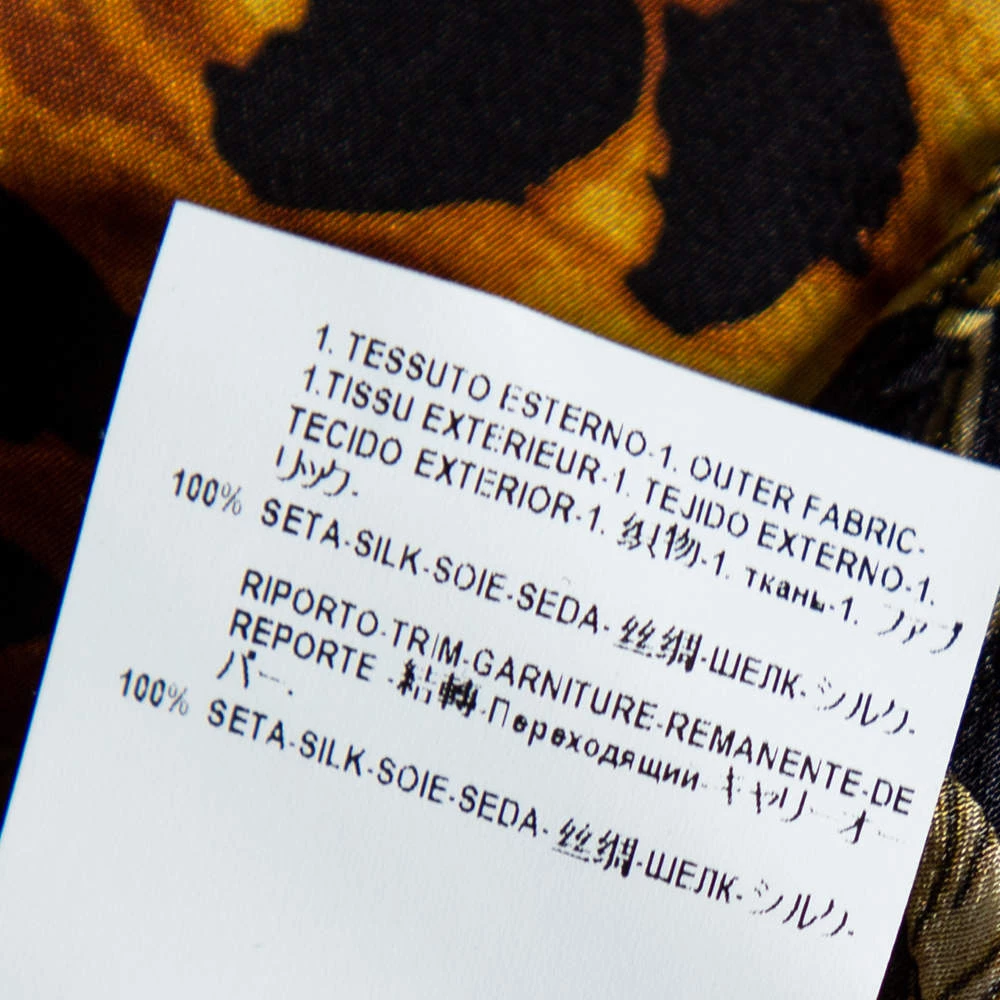 1. TESSUTO ESTERNO-1. OUTER FABRIC-
1.TISSU EXTERIEUR-1. TEJIDO EXTERNO-1.
TECIDO EXTERIOR-1. 织物-1. ткань-1. ファブ
リック-
100% SETA-SILK-SOIE-SEDA-丝绸-ШЕЛК-シルク-
RIPORTO-TRIM-GARNITURE-REMANENTE-DE
REPORTE -結轉-Переходящии-キャリーオー
バー.
100% SETA-SILK-SOIE-SEDA-丝绸-ШЕЛК-シルク-